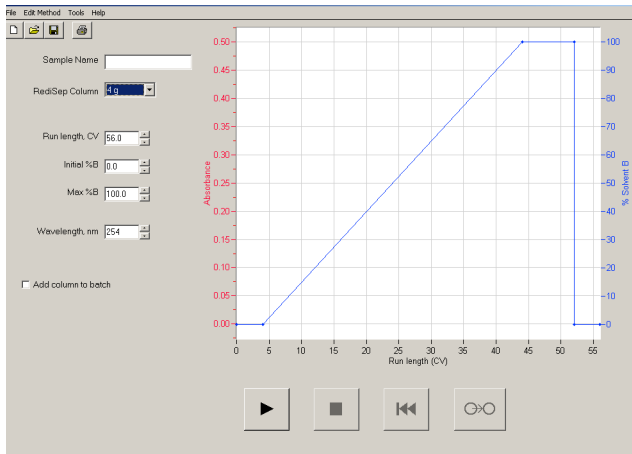 File Edit Method Tools Help
Sample Name
RediSep Column 4 g
Run length, CV 56.0
Initial %B 0.0
Max %B 100.0
Wavelength, nm 254
Add column to batch
Absorbance
0.50
0.45
0.40
0.35
0.30
0.25
0.20
0.15
0.10
0.05
0.00
0 5 10 15 20 25 30 35 40 45 50 55
Run length (CV)
100
90
80
70
60
50
40
30
20
10
0
% Solvent B